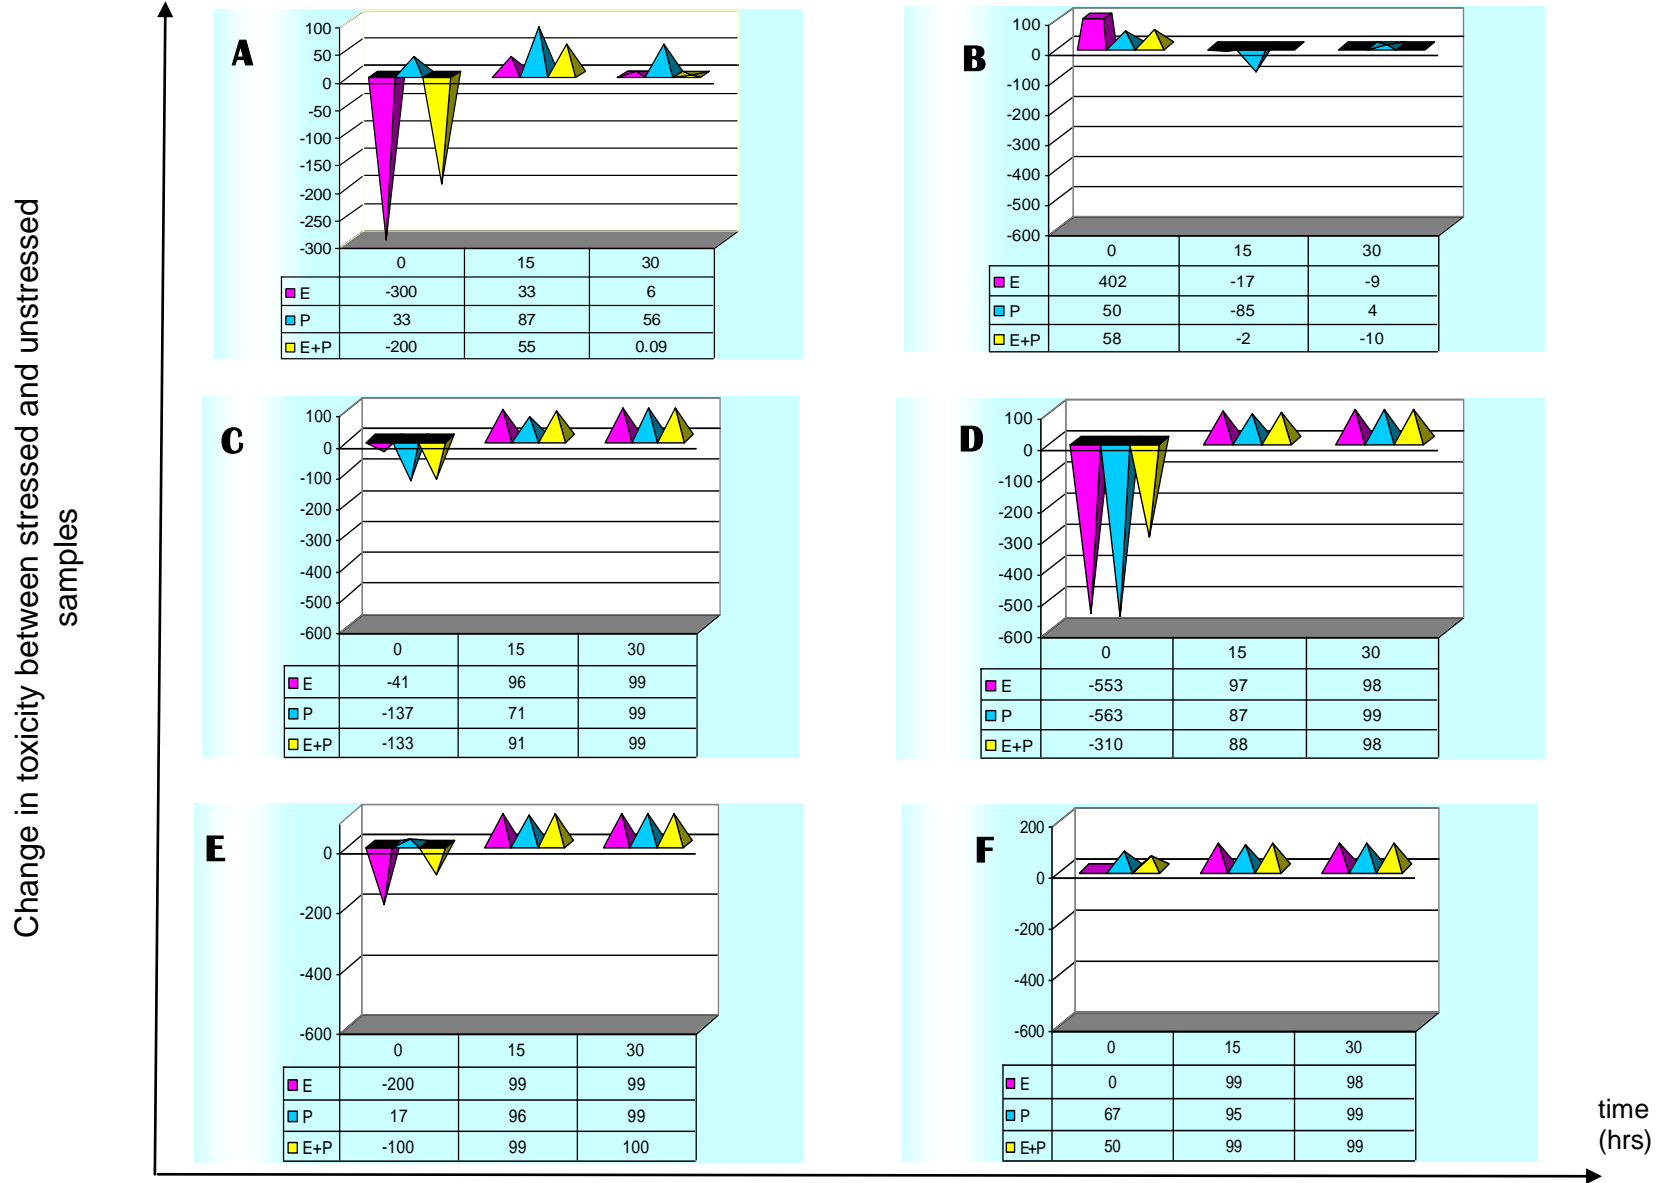 Change in toxicity between stressed and unstressed
samples
A
100
50
0
-50
-100
-150
-200
-250
-300
0 15 30
E -300 33 6
P 33 87 56
E+P -200 55 0.09
B
100
0
-100
-200
-300
-400
-500
-600
0 15 30
E 402 -17 -9
P 50 -85 4
E+P 58 -2 -10
C
100
0
-100
-200
-300
-400
-500
-600
0 15 30
E -41 96 99
P -137 71 99
E+P -133 91 99
D
100
0
-100
-200
-300
-400
-500
-600
0 15 30
E -553 97 98
P -563 87 99
E+P -310 88 98
E
0
-200
-400
-600
0 15 30
E -200 99 99
P 17 96 99
E+P -100 99 100
F
200
0
-200
-400
-600
0 15 30
E 0 99 98
P 67 95 99
E+P 50 99 99
time
(hrs)